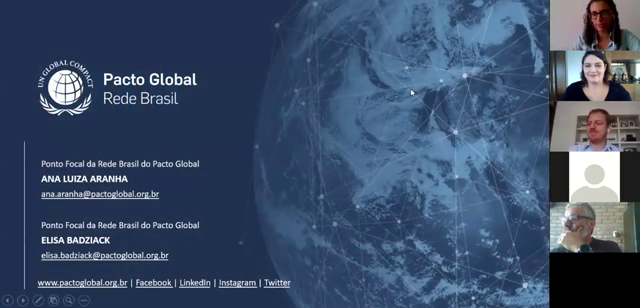 UN GLOBAL COMPACT
Pacto Global
Rede Brasil
Ponto Focal da Rede Brasil do Pacto Global
ANA LUIZA ARANHA
ana.aranha@pactoglobal.org.br
Ponto Focal da Rede Brasil do Pacto Global
ELISA BADZIACK
elisa.badziack@pactoglobal.org.br
www.pactoglobal.org.br | Facebook | LinkedIn | Instagram | Twitter